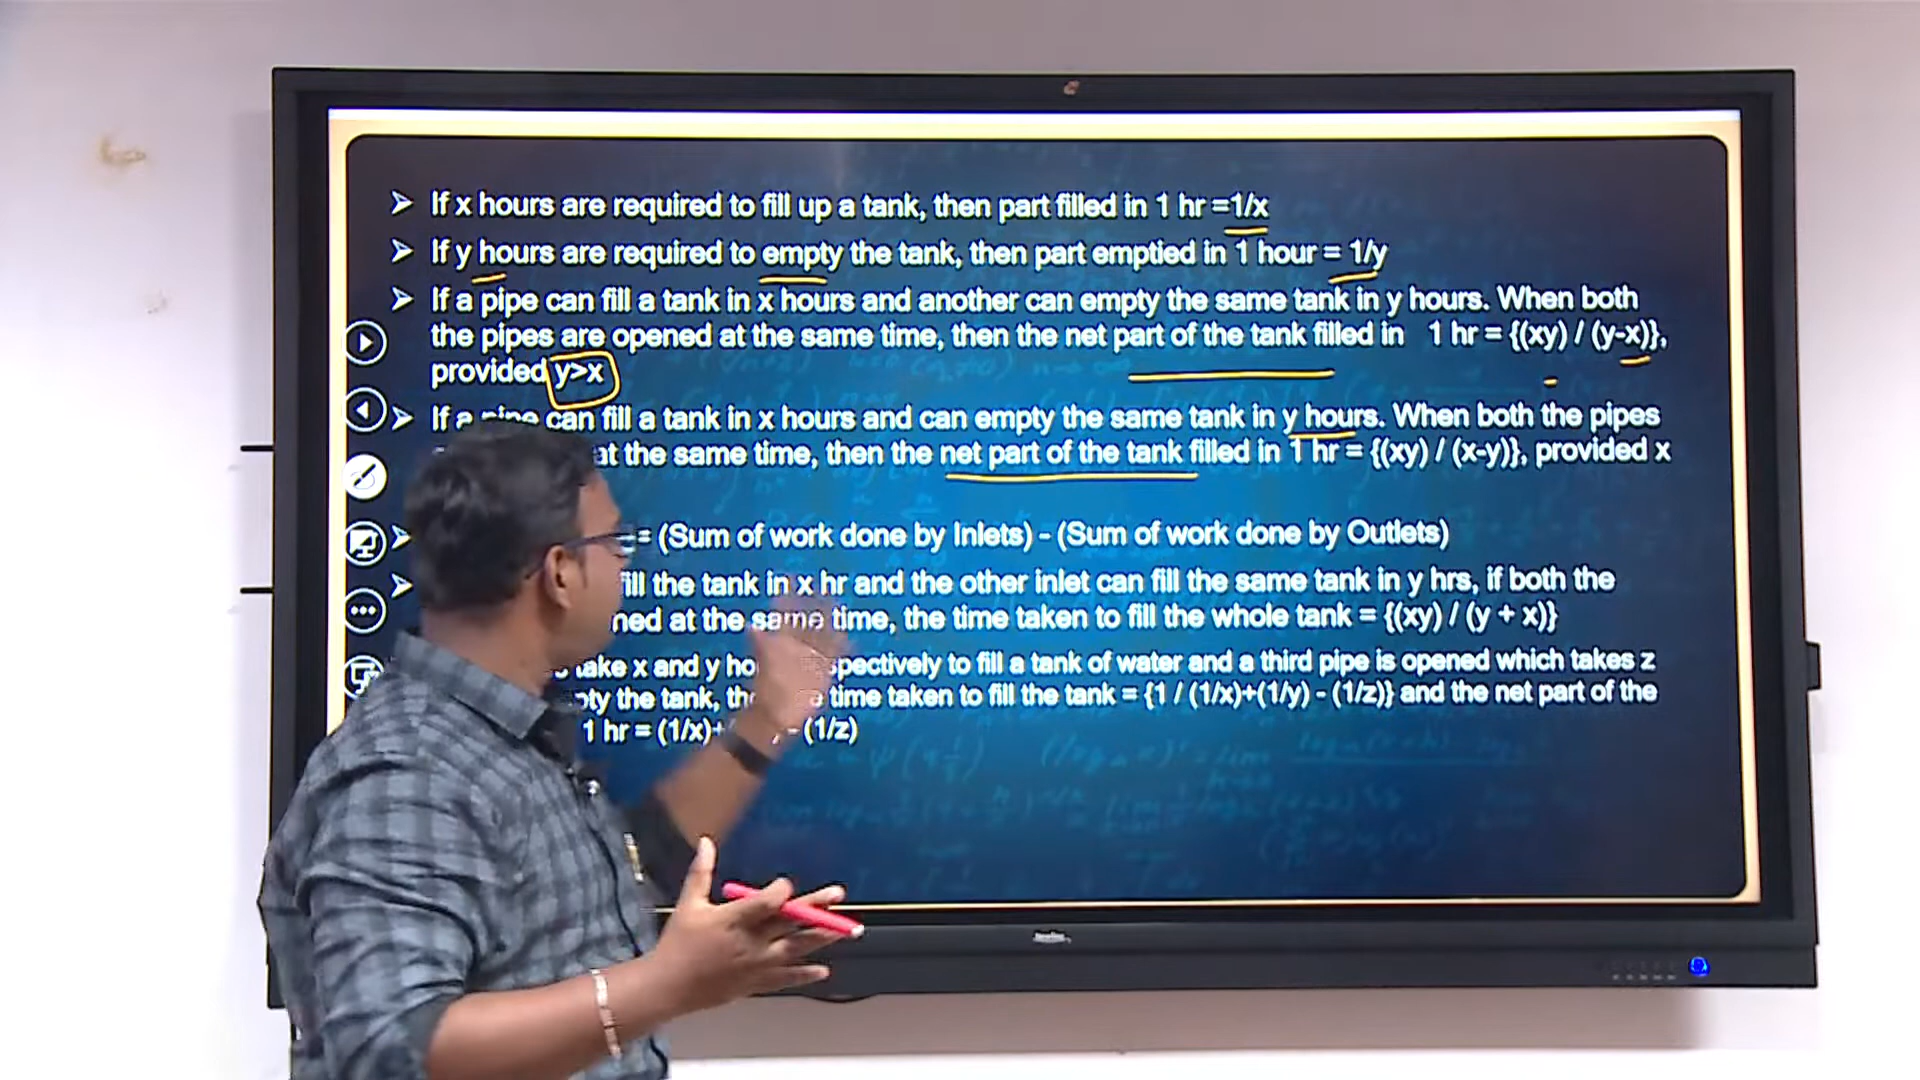 ➢ If x hours are required to fill up a tank, then part filled in 1 hr =1/x
➢ If y hours are required to empty the tank, then part emptied in 1 hour = 1/y
➢ If a pipe can fill a tank in x hours and another can empty the same tank in y hours. When both
the pipes are opened at the same time, then the net part of the tank filled in 1 hr = {(xy) / (y-x)},
provided y>x
➢ If a pipe can fill a tank in x hours and can empty the same tank in y hours. When both the pipes
at the same time, then the net part of the tank filled in 1 hr = {(xy) / (x-y)}, provided x
➢ = (Sum of work done by Inlets) - (Sum of work done by Outlets)
➢ fill the tank in x hr and the other inlet can fill the same tank in y hrs, if both the
at the same time, the time taken to fill the whole tank = {(xy) / (y + x)}
take x and y respectively to fill a tank of water and a third pipe is opened which takes z
the tank, time taken to fill the tank = {1 / (1/x)+(1/y) - (1/z)} and the net part of the
1 hr = (1/x)+ - (1/z)